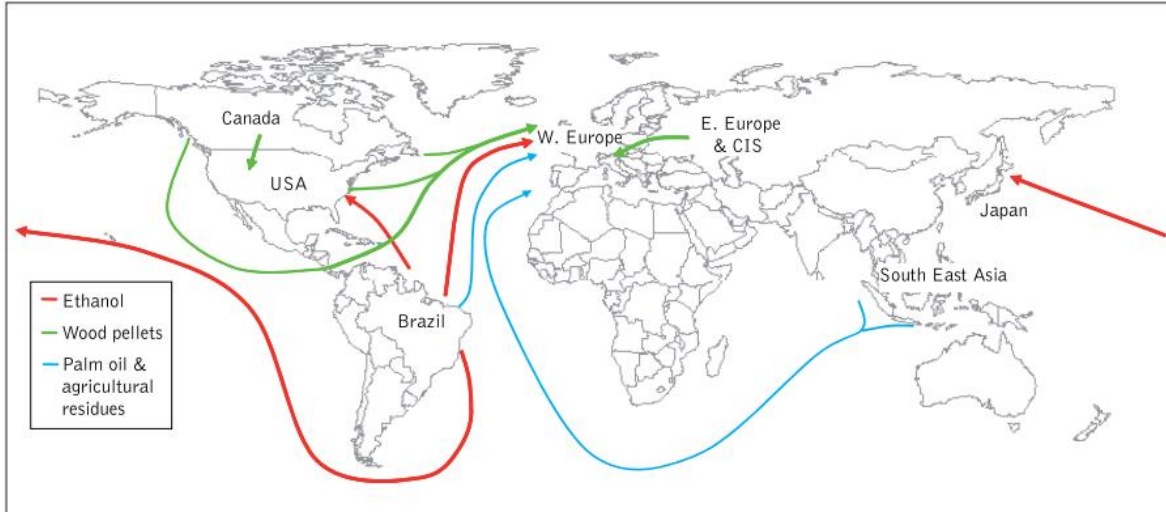 Canada
USA
W. Europe
E. Europe
& CIS
Japan
South East Asia
Brazil
Ethanol
Wood pellets
Palm oil &
agricultural
residues